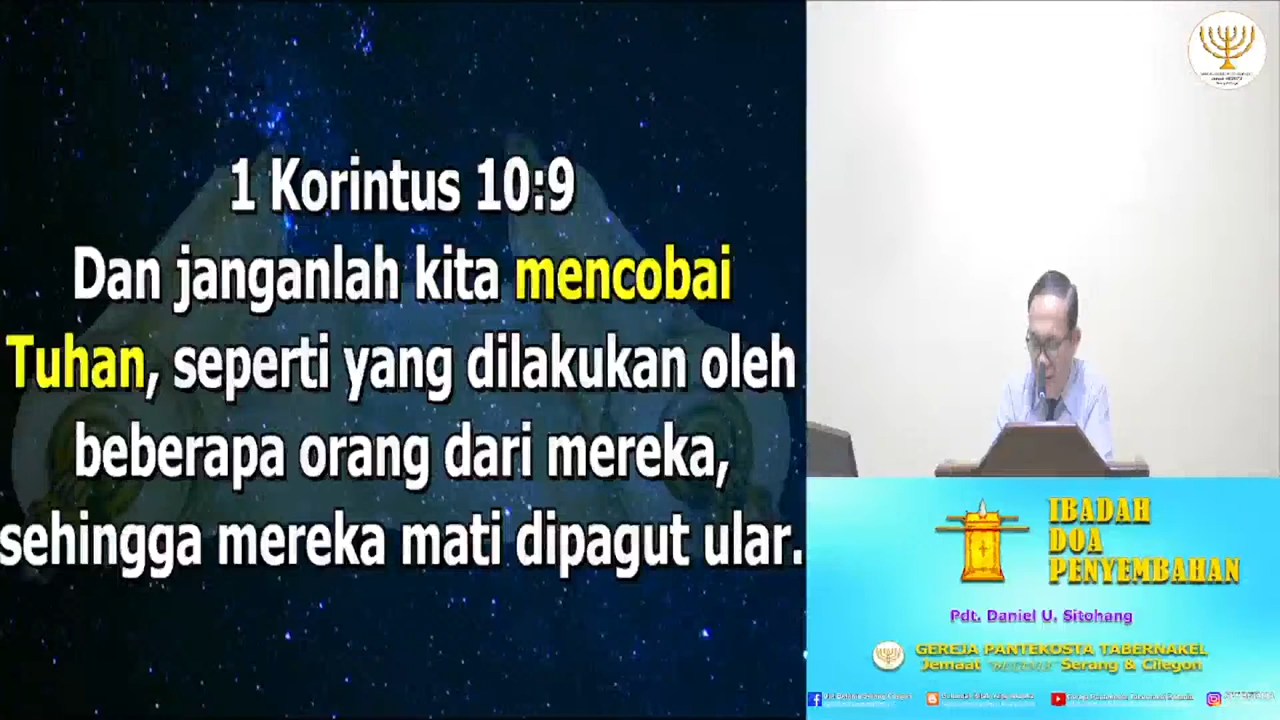 1 Korintus 10:9
Dan janganlah kita mencobai
Tuhan, seperti yang dilakukan oleh
beberapa orang dari mereka,
sehingga mereka mati dipagut ular.
IBADAH
DOA
PENYEMBAHAN
Pdt. Daniel U. Sitohang
GEREJA PANTEKOSTA TABERNAKEL
Jemaat Serang & Cilegon